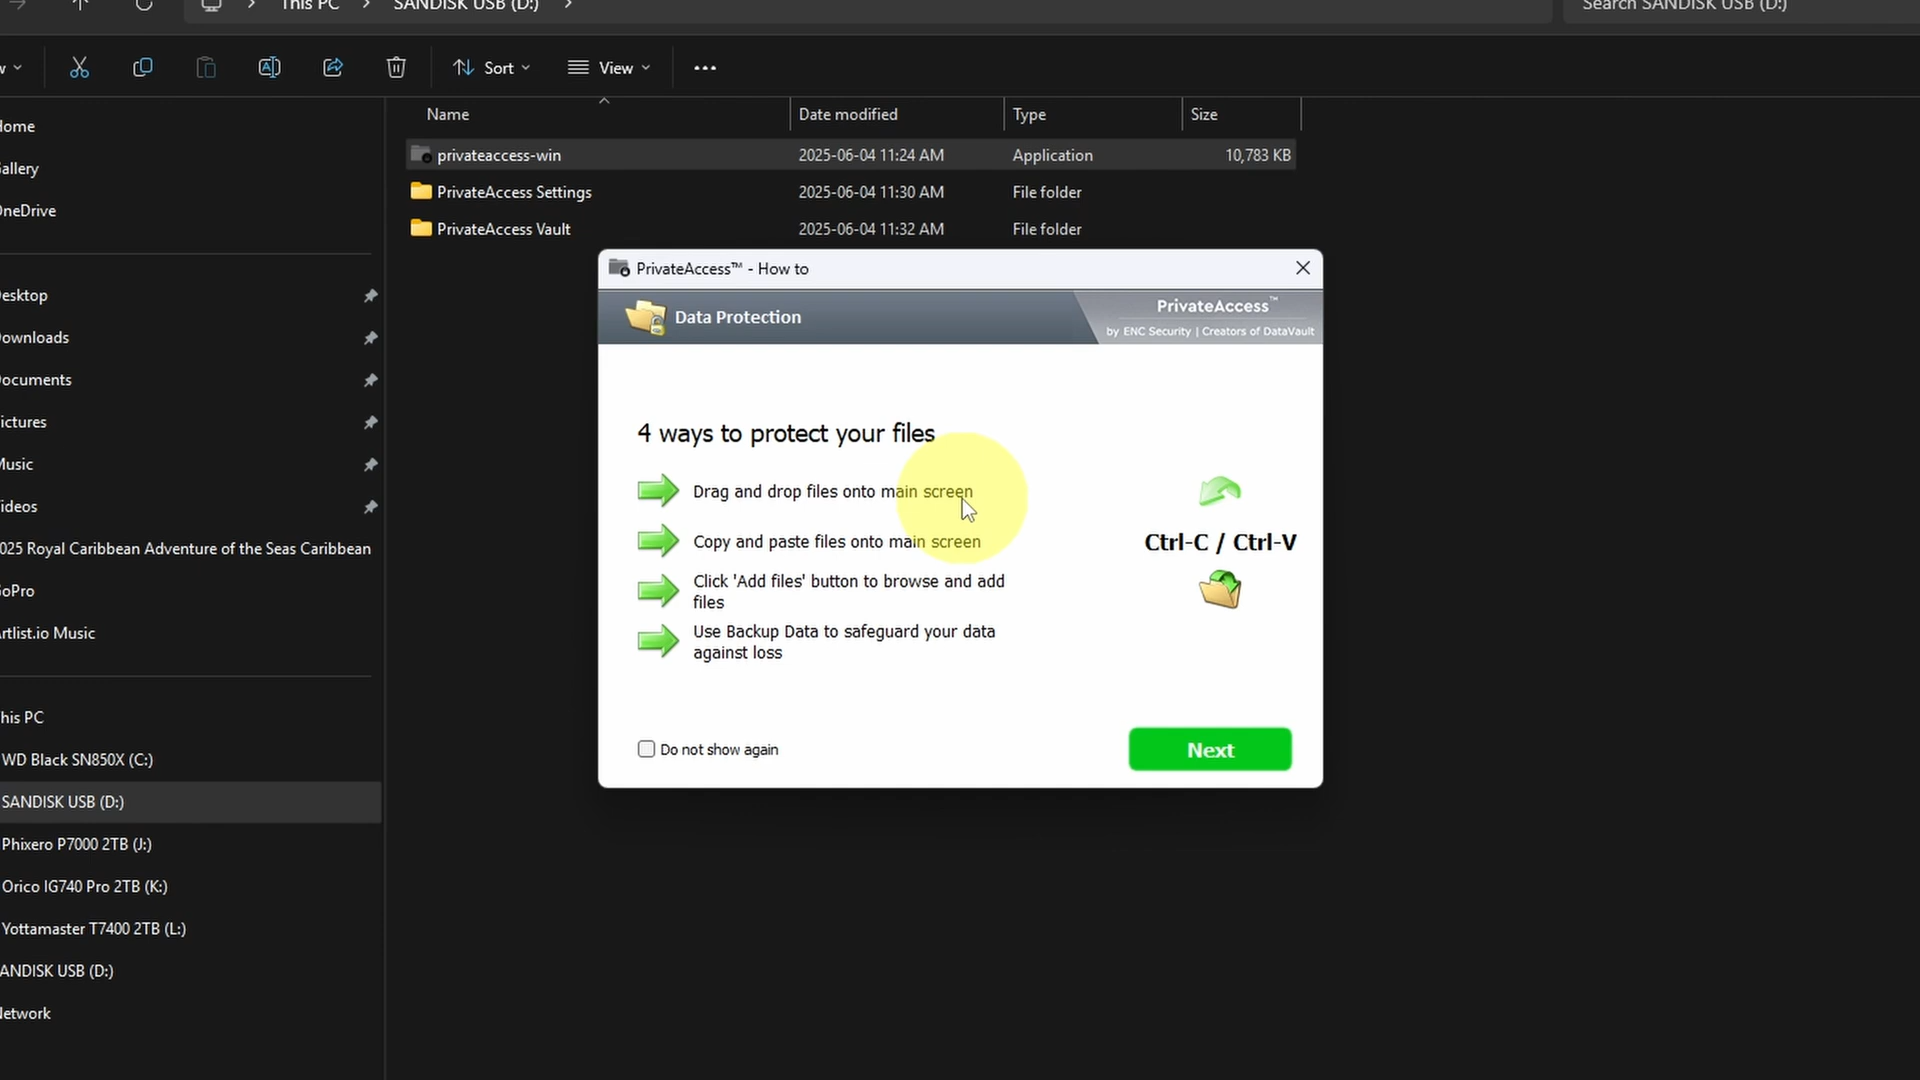 This PC
SANDISK USB (D:)
Search SANDISK USB (D:)
w
Sort
View
Name
Date modified
Type
Size
privateaccess-win
2025-06-04 11:24 AM
Application
10,783 KB
PrivateAccess Settings
2025-06-04 11:30 AM
File folder
PrivateAccess Vault
2025-06-04 11:32 AM
File folder
ome
allery
neDrive
esktop
ownloads
ocuments
ictures
usic
ideos
025 Royal Caribbean Adventure of the Seas Caribbean
oPro
rtlist.io Music
his PC
WD Black SN850X (C:)
SANDISK USB (D:)
Phixero P7000 2TB (J:)
Orico IG740 Pro 2TB (K:)
Yottamaster T7400 2TB (L:)
ANDISK USB (D:)
etwork
PrivateAccess™ - How to
Data Protection
PrivateAccess™
by ENC Security | Creators of DataVault
4 ways to protect your files
Drag and drop files onto main screen
Copy and paste files onto main screen
Ctrl-C / Ctrl-V
Click 'Add files' button to browse and add
files
Use Backup Data to safeguard your data
against loss
Do not show again
Next